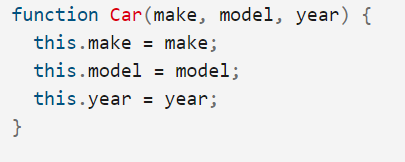 function Car(make, model, year) {
  this.make = make;
  this.model = model;
  this.year = year;
}